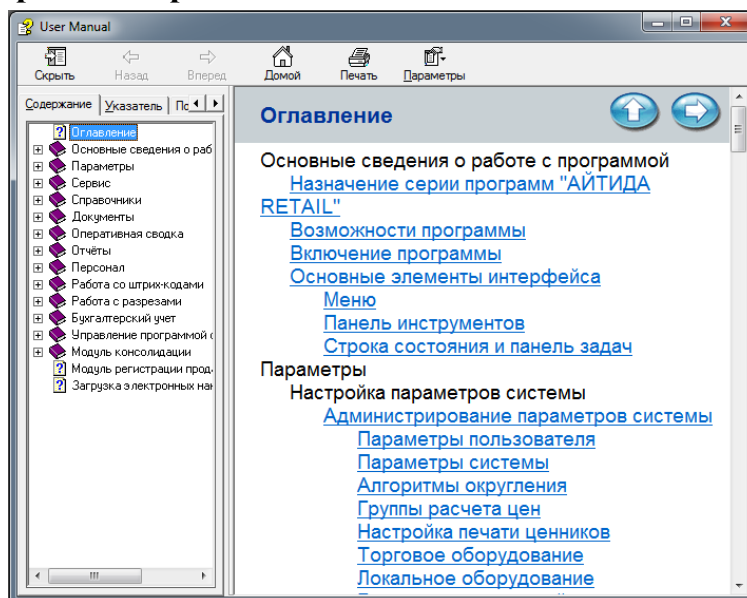 User Manual
Скрыть
Назад
Вперед
Домой
Печать
Параметры
Содержание
Указатель
Оглавление
Основные сведения о раб
Параметры
Сервис
Справочники
Документы
Оперативная сводка
Отчёты
Персонал
Работа со штрих-кодами
Работа с разрезами
Бухгалтерский учет
Управление программой
Модуль консолидации
Модуль регистрации прод
Загрузка электронных
Оглавление
Основные сведения о работе с программой
Назначение серии программ "АЙТИДА
RETAIL"
Возможности программы
Включение программы
Основные элементы интерфейса
Меню
Панель инструментов
Строка состояния и панель задач
Параметры
Настройка параметров системы
Администрирование параметров системы
Параметры пользователя
Параметры системы
Алгоритмы округления
Группы расчета цен
Настройка печати ценников
Торговое оборудование
Локальное оборудование